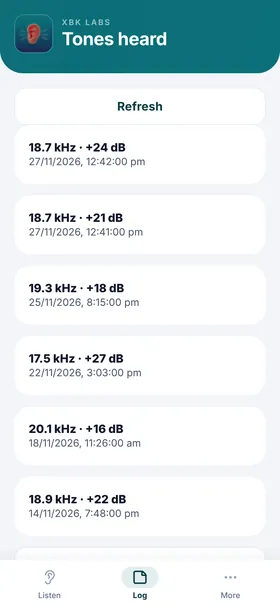 XBK LABS
Tones heard
Refresh
18.7 kHz · +24 dB
27/11/2026, 12:42:00 pm
18.7 kHz · +21 dB
27/11/2026, 12:41:00 pm
19.3 kHz · +18 dB
25/11/2026, 8:15:00 pm
17.5 kHz · +27 dB
22/11/2026, 3:03:00 pm
20.1 kHz · +16 dB
18/11/2026, 11:26:00 am
18.9 kHz · +22 dB
14/11/2026, 7:48:00 pm
Listen
Log
More